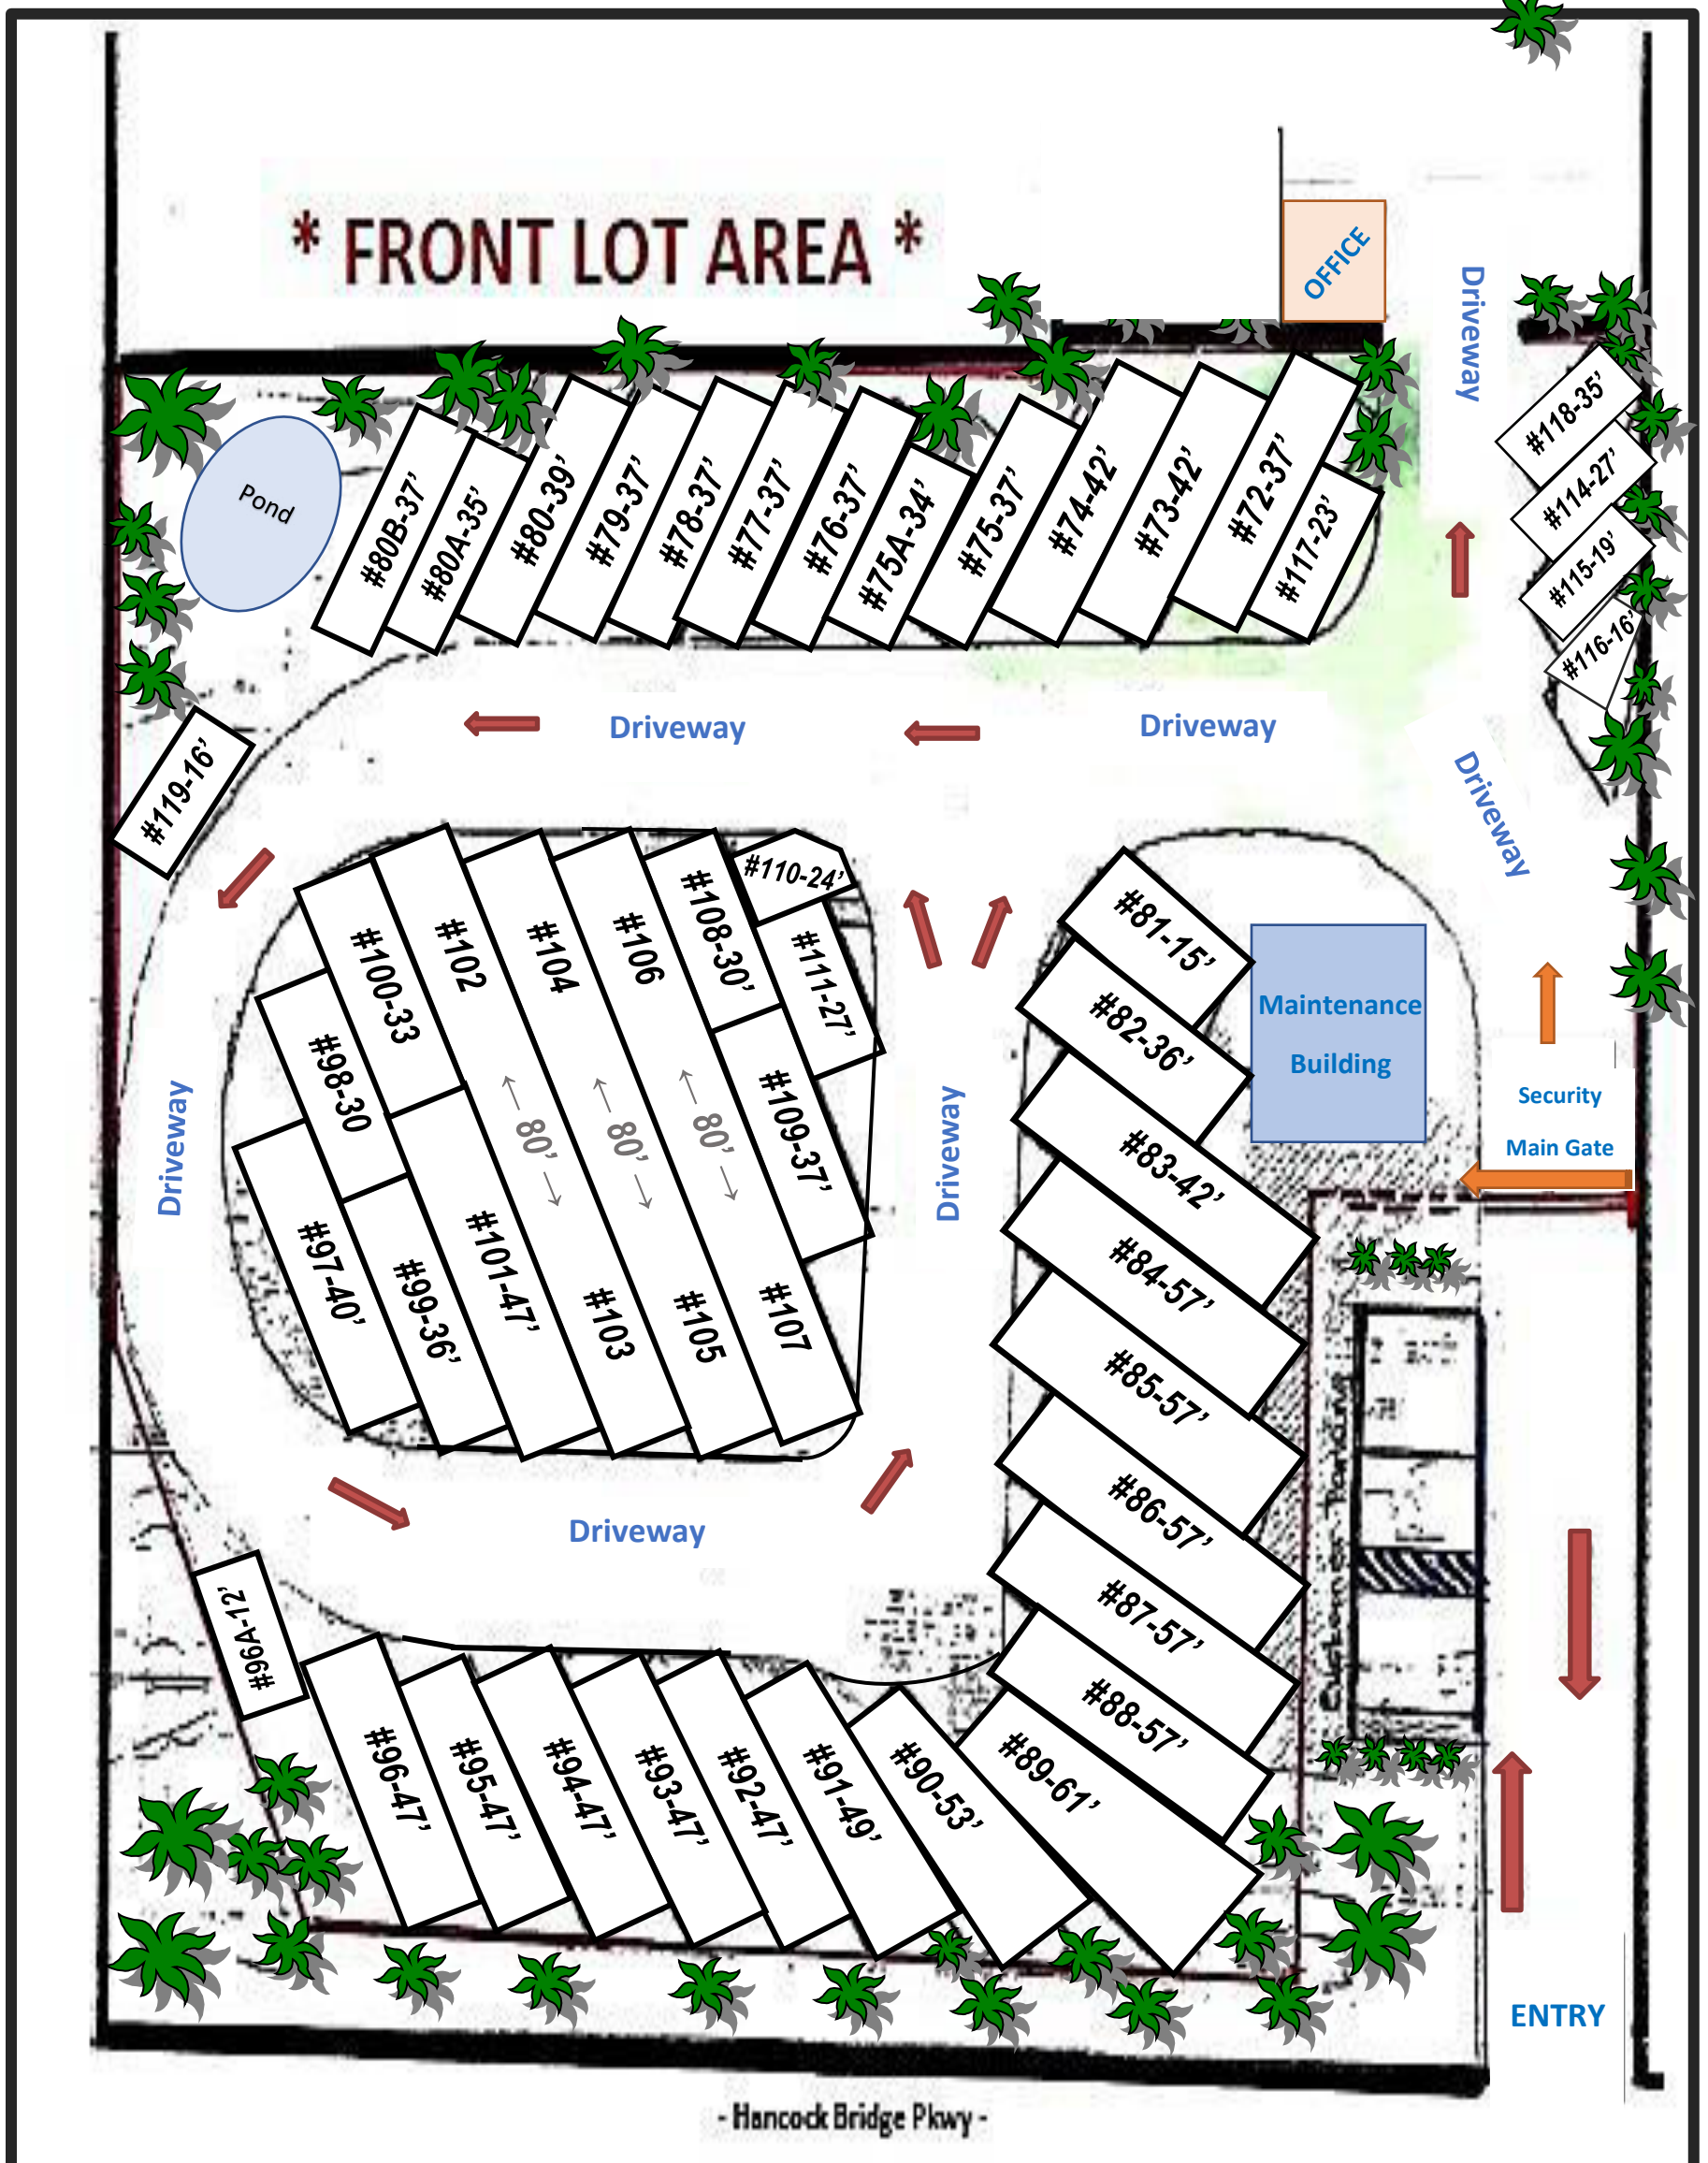 * FRONT LOT AREA *
OFFICE
Driveway
Pond
#80B-37’
#80A-35’
#80-39’
#79-37’
#78-37’
#77-37’
#76-37’
#75A-34’
#75-37’
#74-42’
#73-42’
#72-37’
#117-23’
#118-35’
#114-27’
#115-19’
#116-16’
Driveway
Driveway
Driveway
#119-16’
#110-24’
#108-30’
#106
#104
#102
#100-33
#111-27’
#98-30
#109-37’
← 80’ →
← 80’ →
← 80’ →
#97-40’
#99-36’
#101-47’
#103
#105
#107
Driveway
Driveway
#81-15’
#82-36’
#83-42’
#84-57’
#85-57’
#86-57’
#87-57’
#88-57’
#89-61’
Maintenance
Building
Security
Main Gate
Customer Parking
Driveway
#96A-12’
#96-47’
#95-47’
#94-47’
#93-47’
#92-47’
#91-49’
#90-53’
ENTRY
- Hancock Bridge Pkwy -